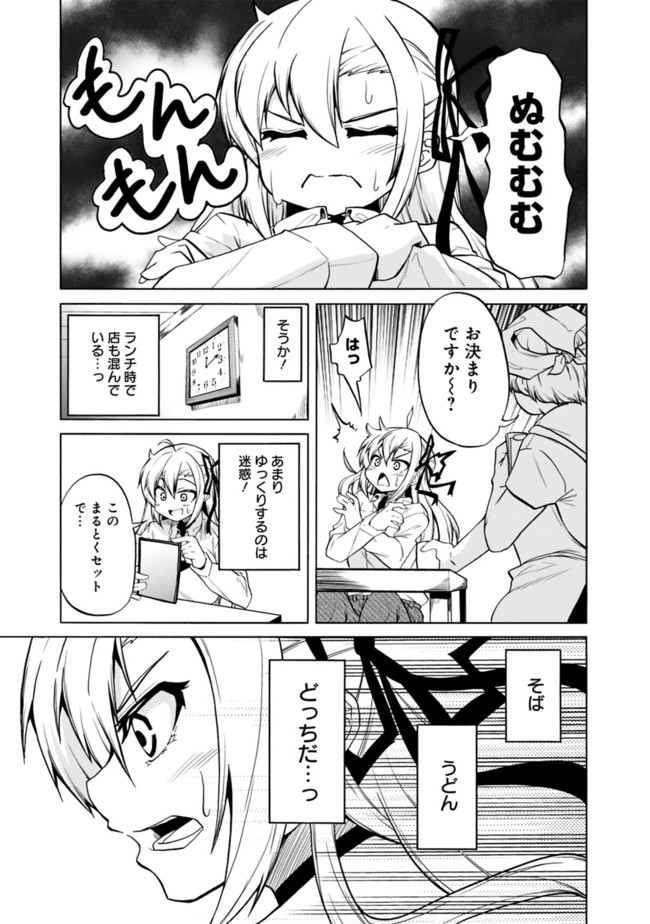 ぬむむむ
もん
もん
お決まり
ですか〜?
はっ
そうか!
ランチ時で
店も混んで
いる…っ
あまり
ゆっくりするのは
迷惑!
この
まるとくセット
で…
そば
うどん
どっちだ…っ